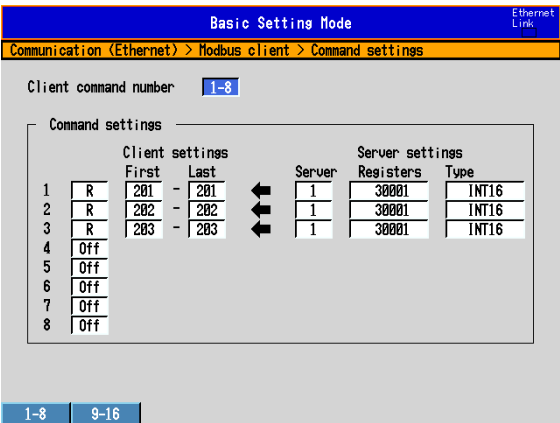 Basic Setting Mode
Ethernet
Link
Communication (Ethernet) > Modbus client > Command settings
Client command number 1-8
Command settings
Client settings Server settings
First Last Server Registers Type
1 R 201 - 201 1 30001 INT16
2 R 202 - 202 1 30001 INT16
3 R 203 - 203 1 30001 INT16
4 Off
5 Off
6 Off
7 Off
8 Off
1-8 9-16